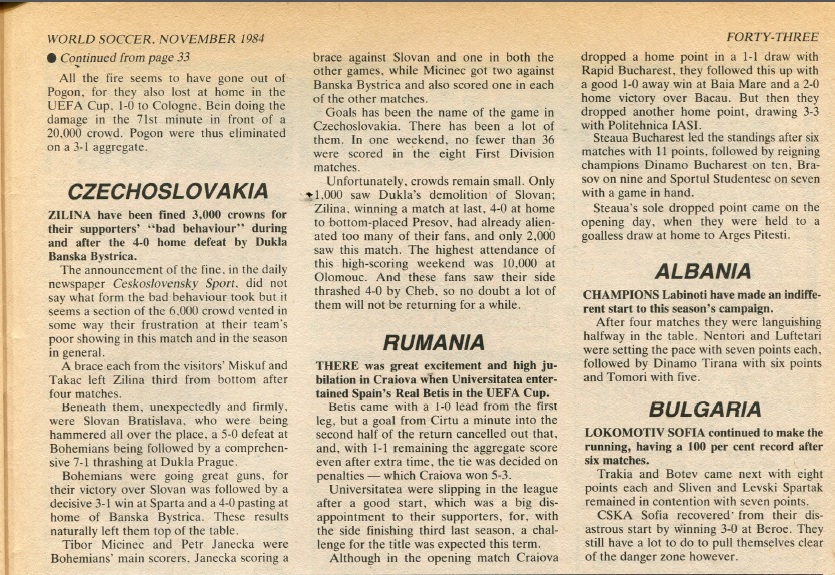 WORLD SOCCER, NOVEMBER 1984
FORTY-THREE
● Continued from page 33
All the fire seems to have gone out of
Pogon, for they also lost at home in the
UEFA Cup, 1-0 to Cologne, Bein doing the
damage in the 71st minute in front of a
20,000 crowd. Pogon were thus eliminated
on a 3-1 aggregate.
CZECHOSLOVAKIA
ZILINA have been fined 3,000 crowns for
their supporters' "bad behaviour" during
and after the 4-0 home defeat by Dukla
Banska Bystrica.
The announcement of the fine, in the daily
newspaper Ceskoslovensky Sport, did not
say what form the bad behaviour took but it
seems a section of the 6,000 crowd vented in
some way their frustration at their team's
poor showing in this match and in the season
in general.
A brace each from the visitors' Miskuf and
Takac left Zilina third from bottom after
four matches.
Beneath them, unexpectedly and firmly,
were Slovan Bratislava, who were being
hammered all over the place, a 5-0 defeat at
Bohemians being followed by a comprehen-
sive 7-1 thrashing at Dukla Prague.
Bohemians were going great guns, for
their victory over Slovan was followed by a
decisive 3-1 win at Sparta and a 4-0 pasting at
home of Banska Bystrica. These results
naturally left them top of the table.
Tibor Micinec and Petr Janecka were
Bohemians' main scorers, Janecka scoring a
brace against Slovan and one in both the
other games, while Micinec got two against
Banska Bystrica and also scored one in each
of the other matches.
Goals has been the name of the game in
Czechoslovakia. There has been a lot of
them. In one weekend, no fewer than 36
were scored in the eight First Division
matches.
Unfortunately, crowds remain small. Only
1,000 saw Dukla's demolition of Slovan;
Zilina, winning a match at last, 4-0 at home
to bottom-placed Presov, had already alien-
ated too many of their fans, and only 2,000
saw this match. The highest attendance of
this high-scoring weekend was 10,000 at
Olomouc. And these fans saw their side
thrashed 4-0 by Cheb, so no doubt a lot of
them will not be returning for a while.
RUMANIA
THERE was great excitement and high ju-
bilation in Craiova when Universitatea enter-
tained Spain's Real Betis in the UEFA Cup.
Betis came with a 1-0 lead from the first
leg, but a goal from Cirtu a minute into the
second half of the return cancelled out that,
and, with 1-1 remaining the aggregate score
even after extra time, the tie was decided on
penalties — which Craiova won 5-3.
Universitatea were slipping in the league
after a good start, which was a big dis-
appointment to their supporters, for, with
the side finishing third last season, a chal-
lenge for the title was expected this term.
Although in the opening match Craiova
dropped a home point in a 1-1 draw with
Rapid Bucharest, they followed this up with
a good 1-0 away win at Baia Mare and a 2-0
home victory over Bacau. But then they
dropped another home point, drawing 3-3
with Politehnica IASI.
Steaua Bucharest led the standings after six
matches with 11 points, followed by reigning
champions Dinamo Bucharest on ten, Bra-
sov on nine and Sportul Studentesc on seven
with a game in hand.
Steaua's sole dropped point came on the
opening day, when they were held to a
goalless draw at home to Arges Pitesti.
ALBANIA
CHAMPIONS Labinoti have made an indiffe-
rent start to this season's campaign.
After four matches they were languishing
halfway in the table. Nentori and Luftetari
were setting the pace with seven points each,
followed by Dinamo Tirana with six points
and Tomori with five.
BULGARIA
LOKOMOTIV SOFIA continued to make the
running, having a 100 per cent record after
six matches.
Trakia and Botev came next with eight
points each and Sliven and Levski Spartak
remained in contention with seven points.
CSKA Sofia recovered from their dis-
astrous start by winning 3-0 at Beroe. They
still have a lot to do to pull themselves clear
of the danger zone however.